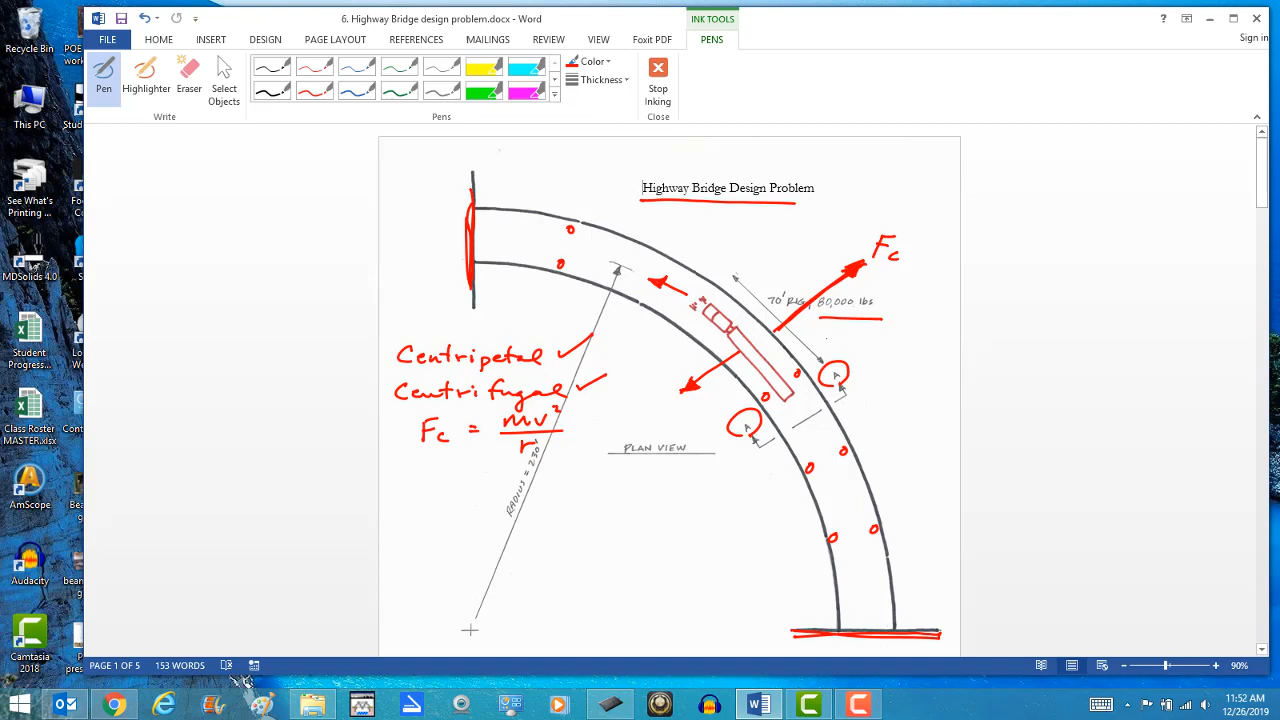 6. Highway Bridge design problem.docx - Word
INK TOOLS
Sign in
FILE HOME INSERT DESIGN PAGE LAYOUT REFERENCES MAILINGS REVIEW VIEW Foxit PDF PENS
Pen
Highlighter
Eraser
Select Objects
Color
Thickness
Stop Inking
Write
Pens
Close
Recycle Bin
This PC
See What's Printing ...
MDSolids 4.0
Student Progress ...
Class Roster MASTER.xlsx
AmScope
Audacity
Camtasia 2018
Highway Bridge Design Problem
Fc
70' RIG, 80,000 lbs
Centripetal
Centrifugal
Fc = mv²/r
A
A
RADIUS = 230'
PLAN VIEW
PAGE 1 OF 5 153 WORDS
90%
11:52 AM
12/26/2019